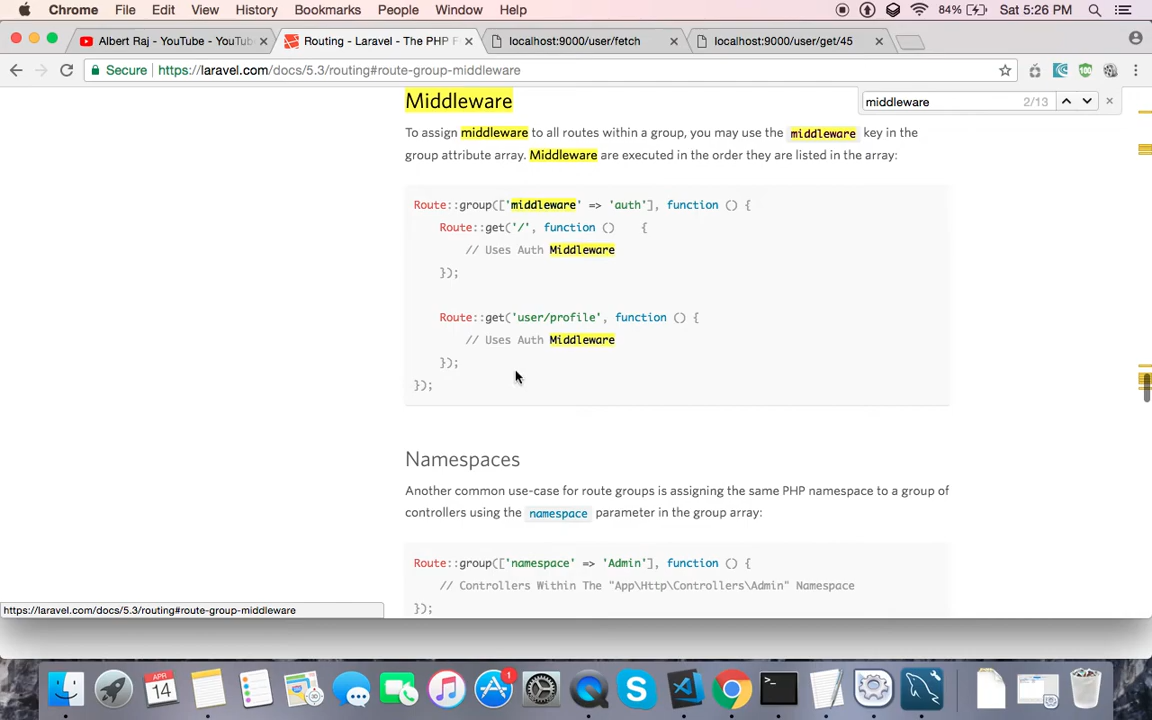 Chrome File Edit View History Bookmarks People Window Help 84% Sat 5:26 PM
Albert Raj - YouTube - YouTub
Routing - Laravel - The PHP F
localhost:9000/user/fetch
localhost:9000/user/get/45
Secure https://laravel.com/docs/5.3/routing#route-group-middleware
100
middleware 2/13
Middleware
To assign middleware to all routes within a group, you may use the middleware key in the
group attribute array. Middleware are executed in the order they are listed in the array:
Route::group(['middleware' => 'auth'], function () {
Route::get('/', function () {
// Uses Auth Middleware
});
Route::get('user/profile', function () {
// Uses Auth Middleware
});
});
Namespaces
Another common use-case for route groups is assigning the same PHP namespace to a group of
controllers using the namespace parameter in the group array:
Route::group(['namespace' => 'Admin'], function () {
// Controllers Within The "App\Http\Controllers\Admin" Namespace
});
https://laravel.com/docs/5.3/routing#route-group-middleware
APR
14
1